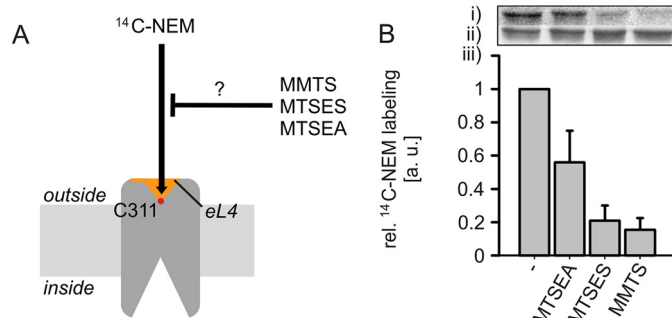 A
¹⁴C-NEM
?
MMTS
MTSES
MTSEA
outside
C311
eL4
inside
B
i)
ii)
iii)
rel. ¹⁴C-NEM labeling
[a. u.]
1
0.8
0.6
0.4
0.2
0
-
MTSEA
MTSES
MMTS